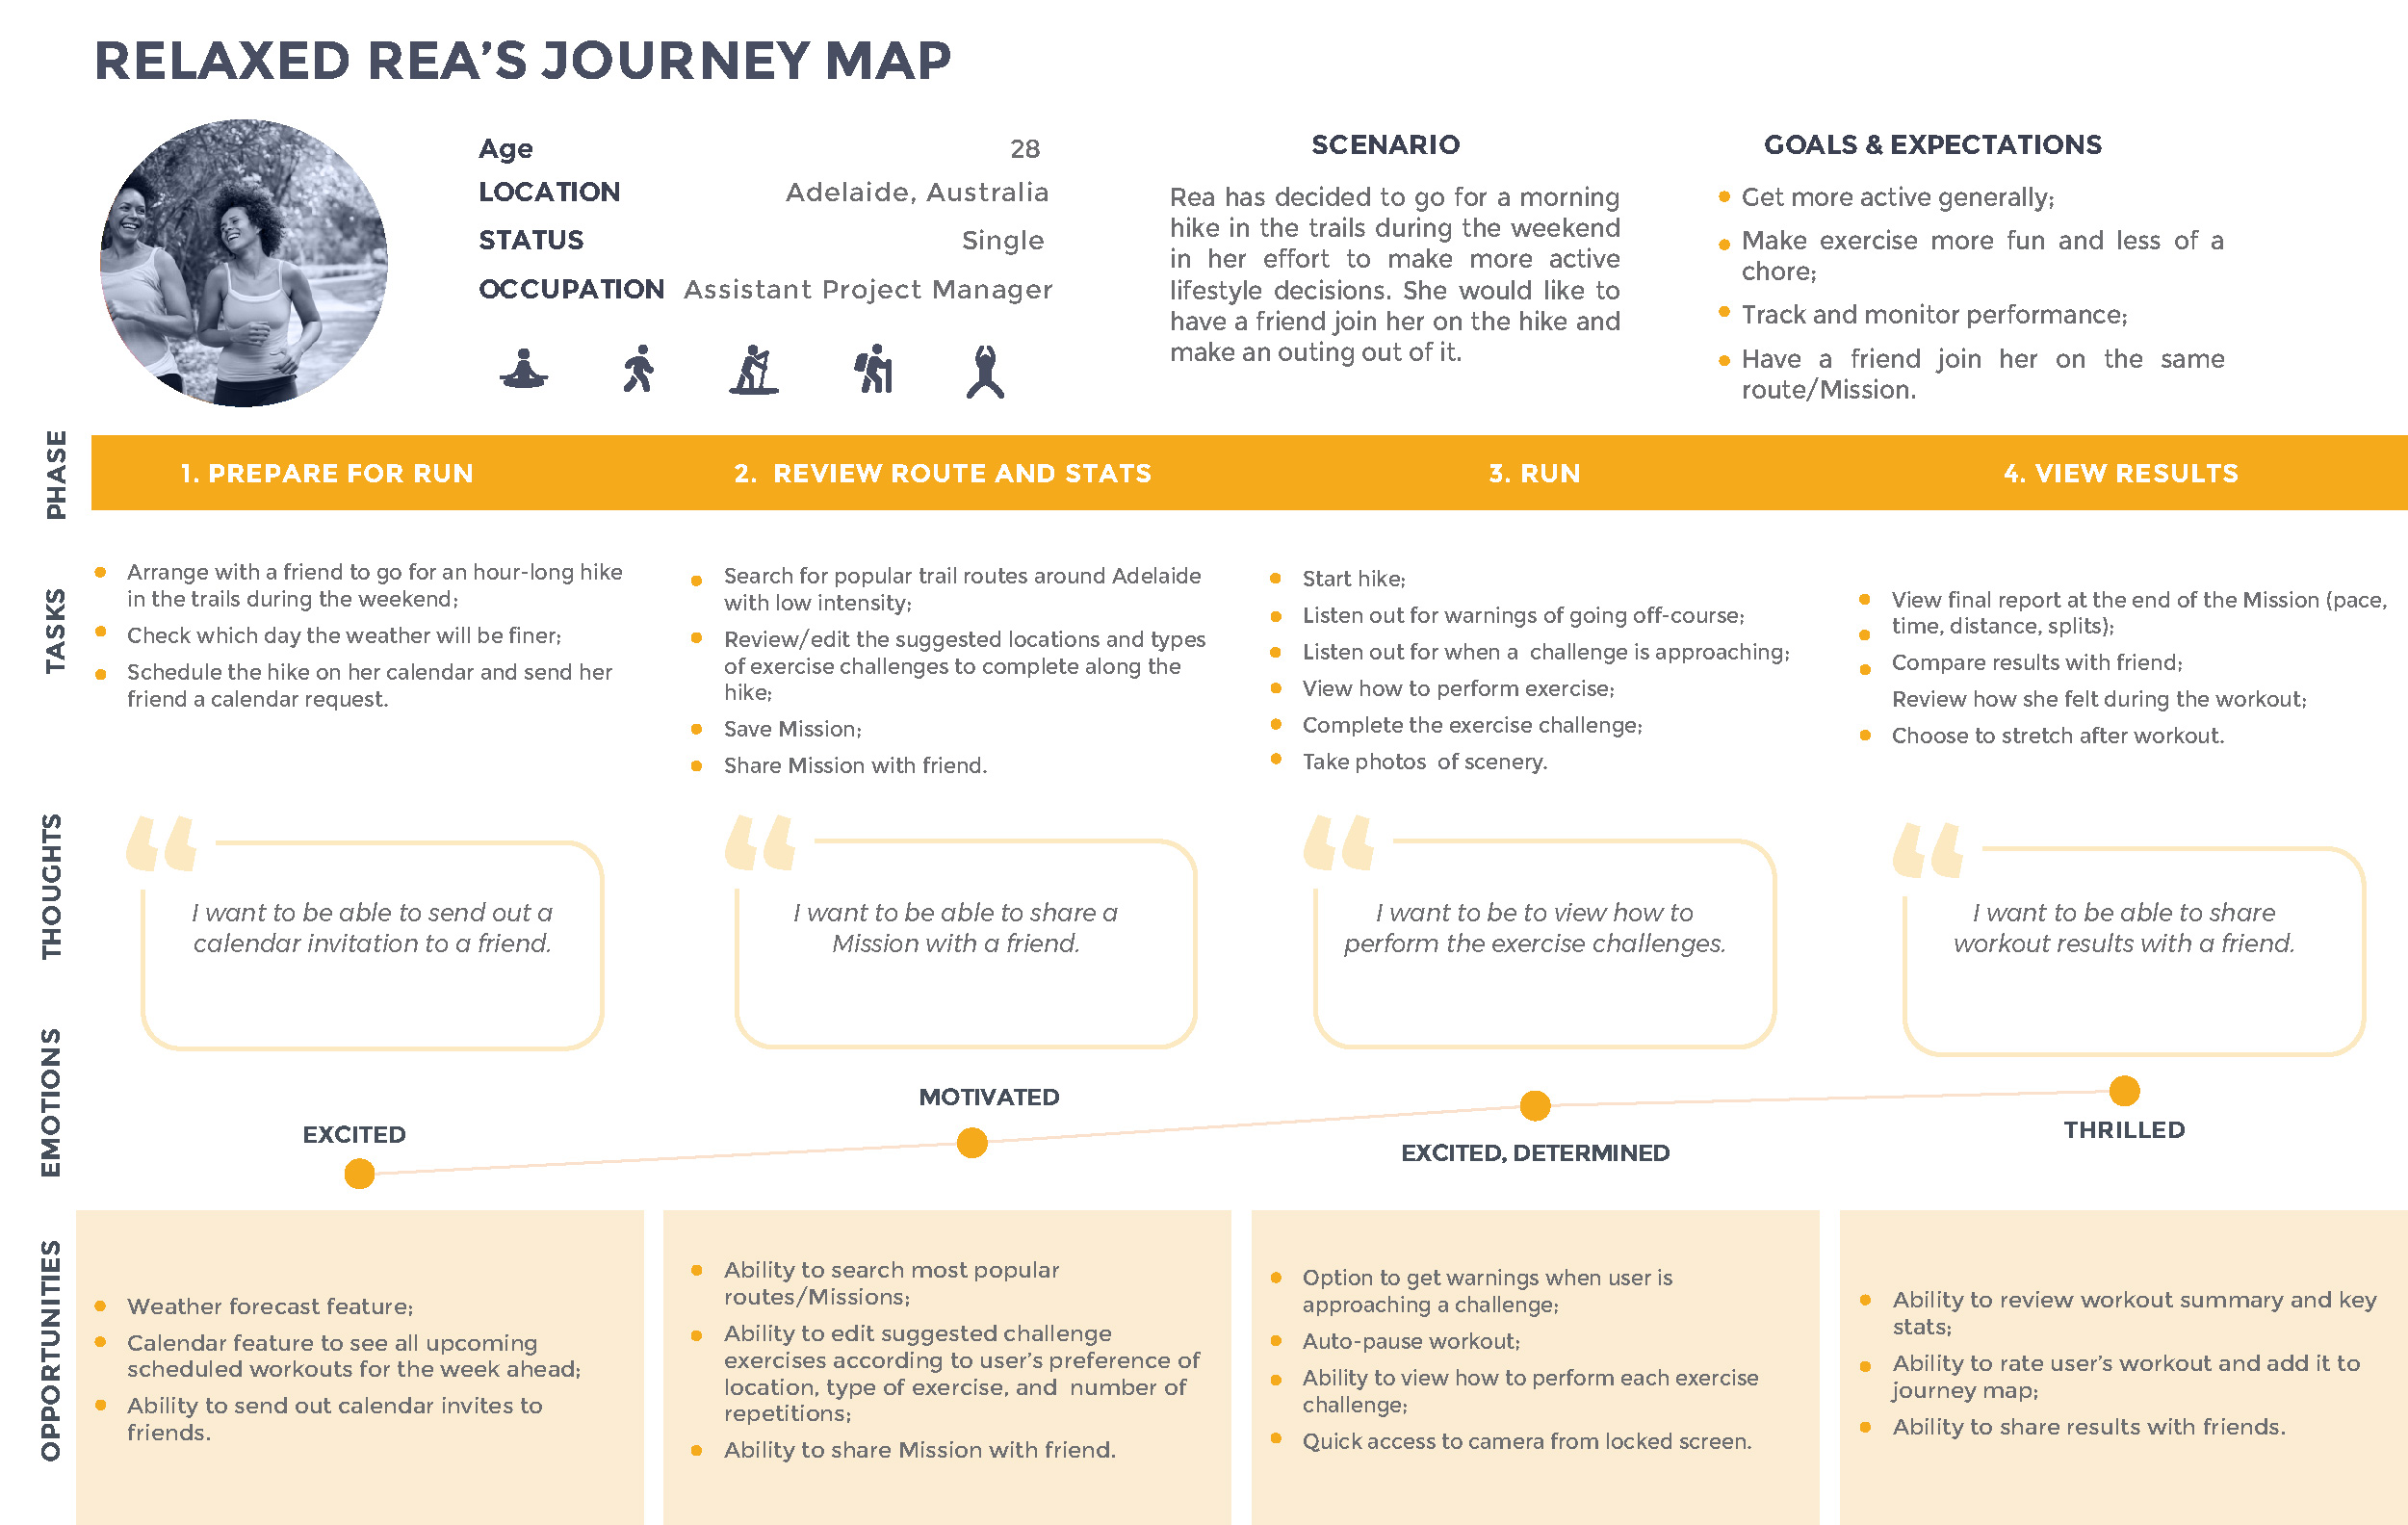 RELAXED REA'S JOURNEY MAP
Age 28
LOCATION Adelaide, Australia
STATUS Single
OCCUPATION Assistant Project Manager
SCENARIO
Rea has decided to go for a morning
hike in the trails during the weekend
in her effort to make more active
lifestyle decisions. She would like to
have a friend join her on the hike and
make an outing out of it.
GOALS & EXPECTATIONS
Get more active generally;
Make exercise more fun and less of a
chore;
Track and monitor performance;
Have a friend join her on the same
route/Mission.
PHASE
1. PREPARE FOR RUN
2. REVIEW ROUTE AND STATS
3. RUN
4. VIEW RESULTS
TASKS
Arrange with a friend to go for an hour-long hike
in the trails during the weekend;
Check which day the weather will be finer;
Schedule the hike on her calendar and send her
friend a calendar request.
Search for popular trail routes around Adelaide
with low intensity;
Review/edit the suggested locations and types
of exercise challenges to complete along the
hike;
Save Mission;
Share Mission with friend.
Start hike;
Listen out for warnings of going off-course;
Listen out for when a challenge is approaching;
View how to perform exercise;
Complete the exercise challenge;
Take photos of scenery.
View final report at the end of the Mission (pace,
time, distance, splits);
Compare results with friend;
Review how she felt during the workout;
Choose to stretch after workout.
THOUGHTS
“
I want to be able to send out a
calendar invitation to a friend.
“
I want to be able to share a
Mission with a friend.
“
I want to be to view how to
perform the exercise challenges.
“
I want to be able to share
workout results with a friend.
EMOTIONS
EXCITED
MOTIVATED
EXCITED, DETERMINED
THRILLED
OPPORTUNITIES
Weather forecast feature;
Calendar feature to see all upcoming
scheduled workouts for the week ahead;
Ability to send out calendar invites to
friends.
Ability to search most popular
routes/Missions;
Ability to edit suggested challenge
exercises according to user's preference of
location, type of exercise, and number of
repetitions;
Ability to share Mission with friend.
Option to get warnings when user is
approaching a challenge;
Auto-pause workout;
Ability to view how to perform each exercise
challenge;
Quick access to camera from locked screen.
Ability to review workout summary and key
stats;
Ability to rate user's workout and add it to
journey map;
Ability to share results with friends.